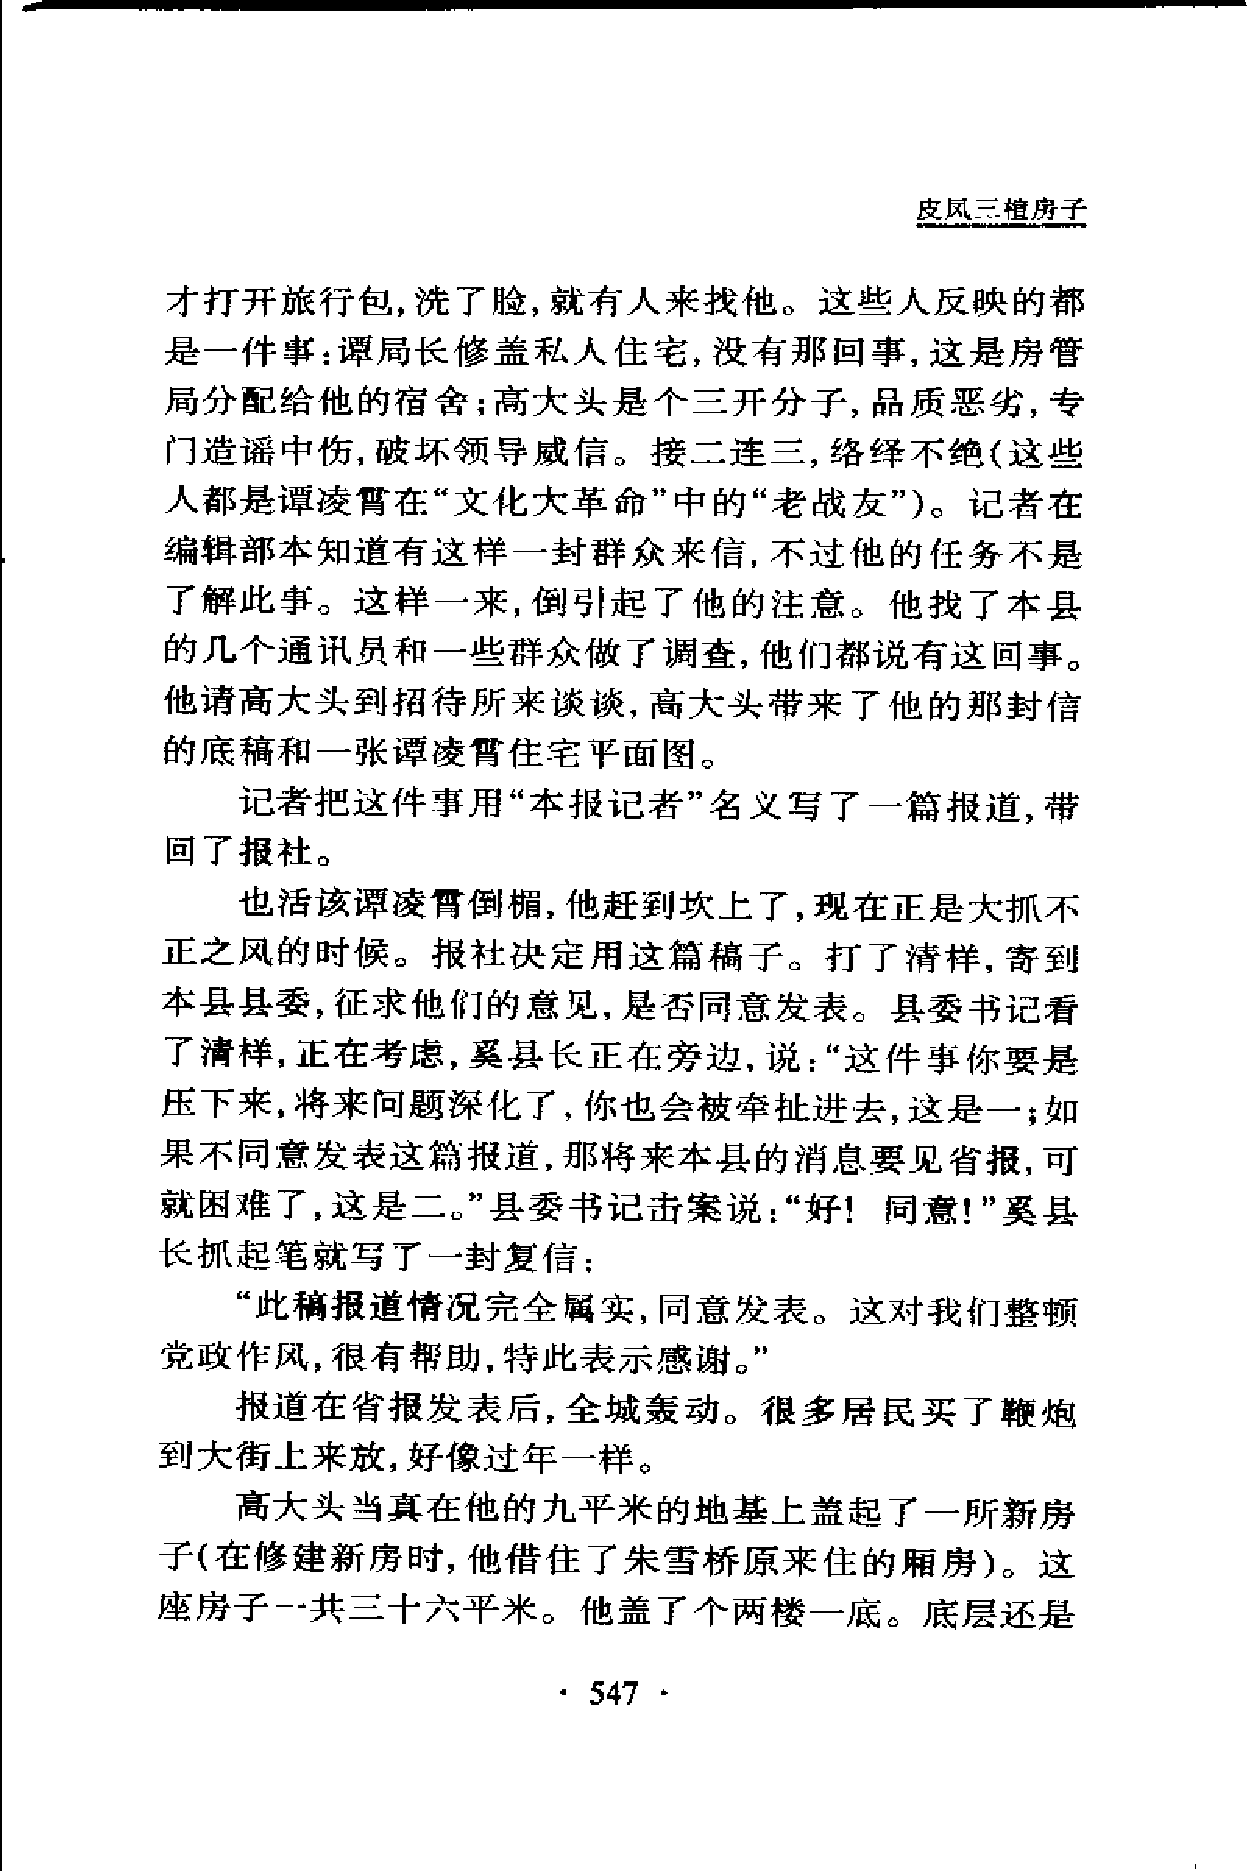 皮凤三楦房子
才打开旅行包,洗了脸,就有人来找他。这些人反映的都
是一件事:谭局长修盖私人住宅,没有那回事,这是房管
局分配给他的宿舍;高大头是个三开分子,品质恶劣,专
门造谣中伤,破坏领导威信。接二连三,络绎不绝(这些
人都是谭凌霄在“文化大革命”中的“老战友”)。记者在
编辑部本知道有这样一封群众来信,不过他的任务不是
了解此事。这样一来,倒引起了他的注意。他找了本县
的几个通讯员和一些群众做了调查,他们都说有这回事。
他请高大头到招待所来谈谈,高大头带来了他的那封信
的底稿和一张谭凌霄住宅平面图。
记者把这件事用“本报记者”名义写了一篇报道,带
回了报社。
也活该谭凌霄倒楣,他赶到坎上了,现在正是大抓不
正之风的时候。报社决定用这篇稿子。打了清样,寄到
本县县委,征求他们的意见,是否同意发表。县委书记看
了清样,正在考虑,奚县长正在旁边,说:“这件事你要是
压下来,将来问题深化了,你也会被牵扯进去,这是一;如
果不同意发表这篇报道,那将来本县的消息要见省报,可
就困难了,这是二。”县委书记击案说:“好! 同意!”奚县
长抓起笔就写了一封复信:
“此稿报道情况完全属实,同意发表。这对我们整顿
党政作风,很有帮助,特此表示感谢。”
报道在省报发表后,全城轰动。很多居民买了鞭炮
到大街上来放,好像过年一样。
高大头当真在他的九平米的地基上盖起了一所新房
子(在修建新房时,他借住了朱雪桥原来住的厢房)。这
座房子一共三十六平米。他盖了个两楼一底。底层还是
· 547 ·